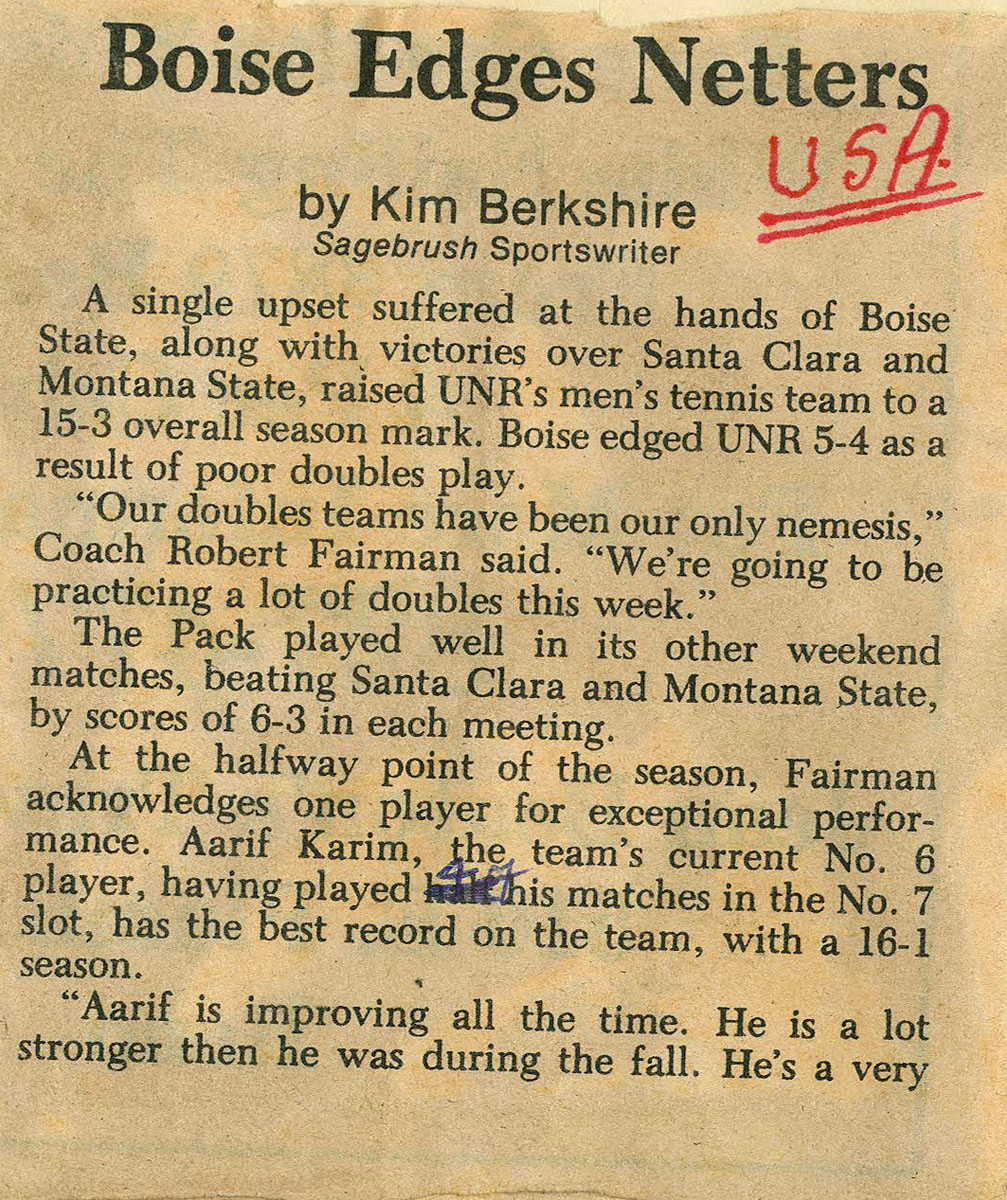 Boise Edges Netters
USA.
by Kim Berkshire
Sagebrush Sportswriter
A single upset suffered at the hands of Boise
State, along with victories over Santa Clara and
Montana State, raised UNR's men's tennis team to a
15-3 overall season mark. Boise edged UNR 5-4 as a
result of poor doubles play.
"Our doubles teams have been our only nemesis,"
Coach Robert Fairman said. "We're going to be
practicing a lot of doubles this week."
The Pack played well in its other weekend
matches, beating Santa Clara and Montana State,
by scores of 6-3 in each meeting.
At the halfway point of the season, Fairman
acknowledges one player for exceptional perfor-
mance. Aarif Karim, the team's current No. 6
player, having played half his matches in the No. 7
slot, has the best record on the team, with a 16-1
season.
"Aarif is improving all the time. He is a lot
stronger then he was during the fall. He's a very